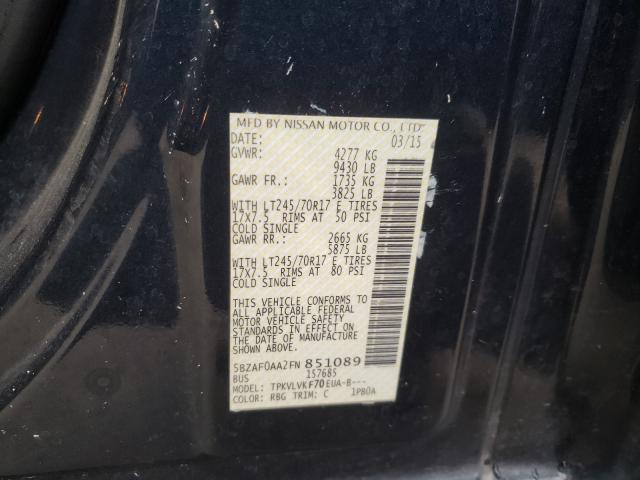 MFD BY NISSAN MOTOR CO., LTD.
DATE: 03/15
GVWR: 4277 KG
9430 LB
GAWR FR.: 1735 KG
3825 LB
WITH LT245/70R17 E TIRES
17X7.5 RIMS AT 50 PSI
COLD SINGLE
GAWR RR.: 2665 KG
5875 LB
WITH LT245/70R17 E TIRES
17X7.5 RIMS AT 80 PSI
COLD SINGLE
THIS VEHICLE CONFORMS TO
ALL APPLICABLE FEDERAL
MOTOR VEHICLE SAFETY
STANDARDS IN EFFECT ON
THE DATE OF MANUFACTURE
SHOWN ABOVE.
5BZAF0AA2FN 851089
BUS 157685
MODEL: TPKVLVKF70EUA-B---
COLOR: RBG TRIM: C 1PB0A